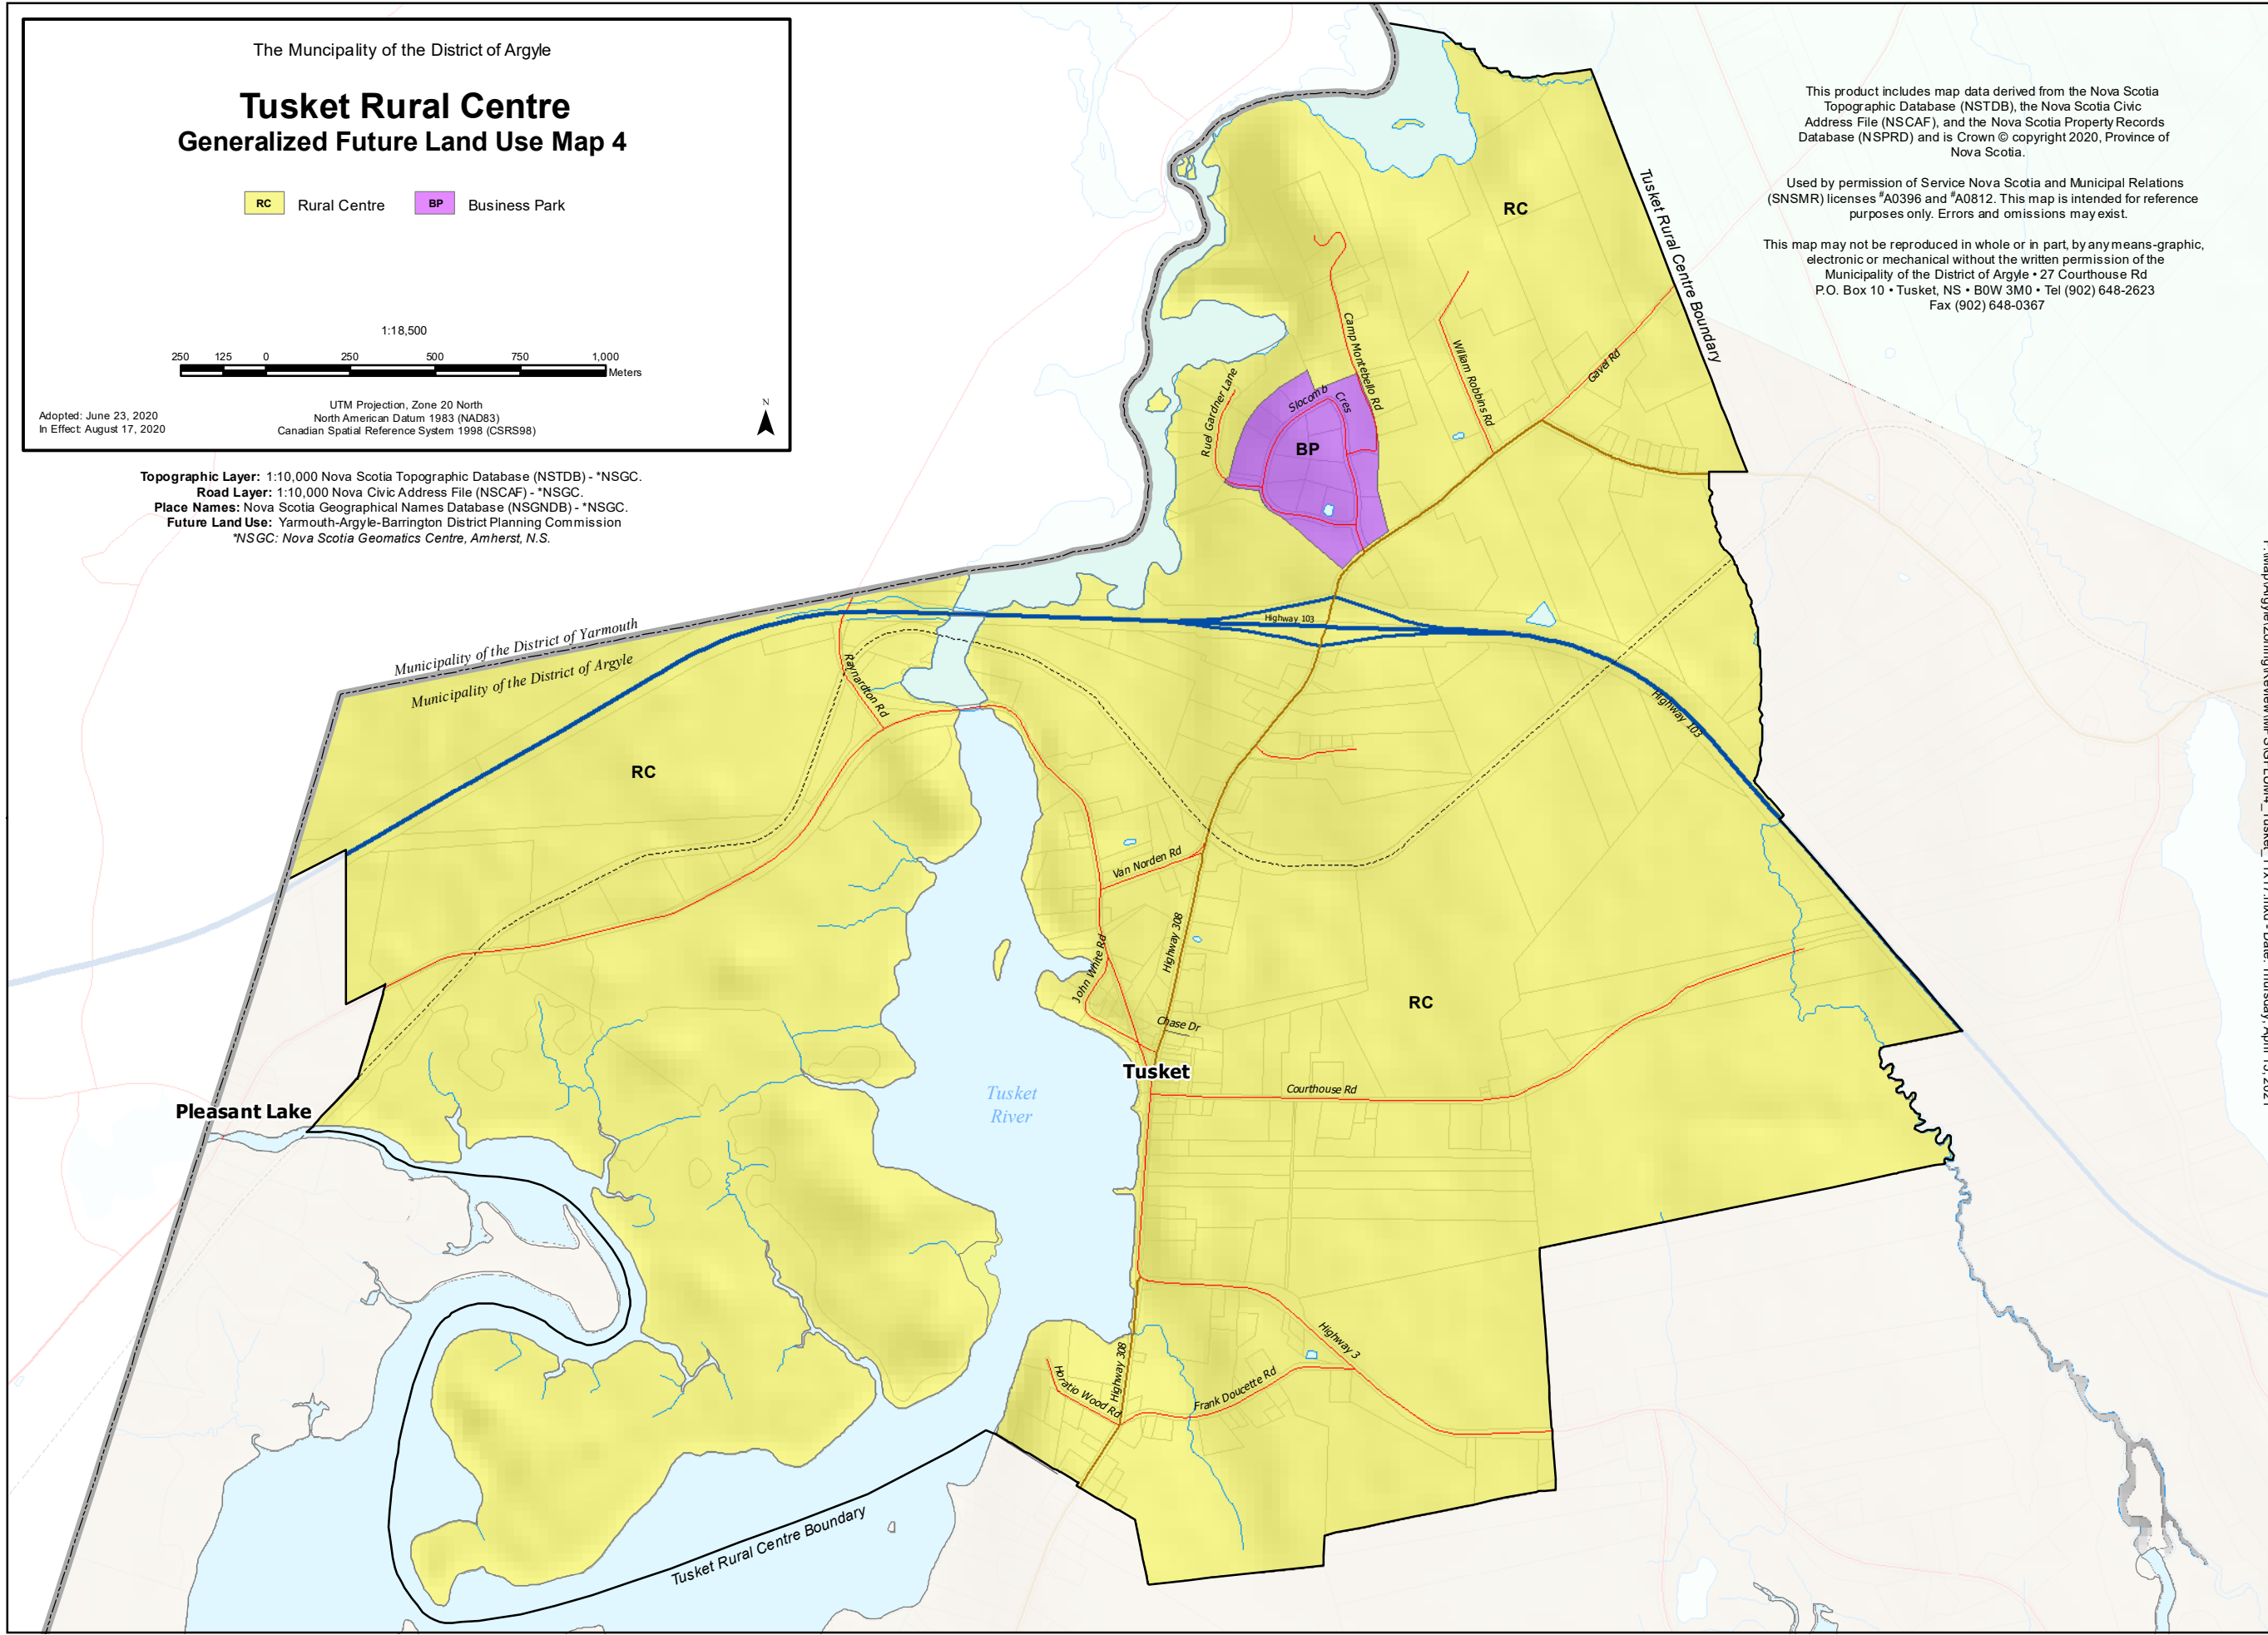 The Muncipality of the District of Argyle
Tusket Rural Centre
Generalized Future Land Use Map 4
RC Rural Centre BP Business Park
1:18,500
250 125 0 250 500 750 1,000
Meters
Adopted: June 23, 2020
In Effect: August 17, 2020
UTM Projection, Zone 20 North
North American Datum 1983 (NAD83)
Canadian Spatial Reference System 1998 (CSRS98)
N
Topographic Layer: 1:10,000 Nova Scotia Topographic Database (NSTDB) - *NSGC.
Road Layer: 1:10,000 Nova Civic Address File (NSCAF) - *NSGC.
Place Names: Nova Scotia Geographical Names Database (NSGNDB) - *NSGC.
Future Land Use: Yarmouth-Argyle-Barrington District Planning Commission
*NSGC: Nova Scotia Geomatics Centre, Amherst, N.S.
This product includes map data derived from the Nova Scotia
Topographic Database (NSTDB), the Nova Scotia Civic
Address File (NSCAF), and the Nova Scotia Property Records
Database (NSPRD) and is Crown © copyright 2020, Province of
Nova Scotia.
Used by permission of Service Nova Scotia and Municipal Relations
(SNSMR) licenses #A0396 and #A0812. This map is intended for reference
purposes only. Errors and omissions may exist.
This map may not be reproduced in whole or in part, by any means-graphic,
electronic or mechanical without the written permission of the
Municipality of the District of Argyle • 27 Courthouse Rd
P.O. Box 10 • Tusket, NS • B0W 3M0 • Tel (902) 648-2623
Fax (902) 648-0367
RC
Tusket Rural Centre Boundary
Camp Montebello Rd
William Robbins Rd
Gavel Rd
Ruel Gardner Lane
Slocomb
Cres
BP
Highway 103
Municipality of the District of Yarmouth
Municipality of the District of Argyle
Raynardton Rd
Highway 103
RC
Van Norden Rd
Highway 308
John White Rd
RC
Chase Dr
Tusket
Courthouse Rd
Tusket
River
Pleasant Lake
Highway 3
Highway 308
Horatio Wood Rd
Frank Doucette Rd
Tusket Rural Centre Boundary
Date: Thursday, April 15, 2021